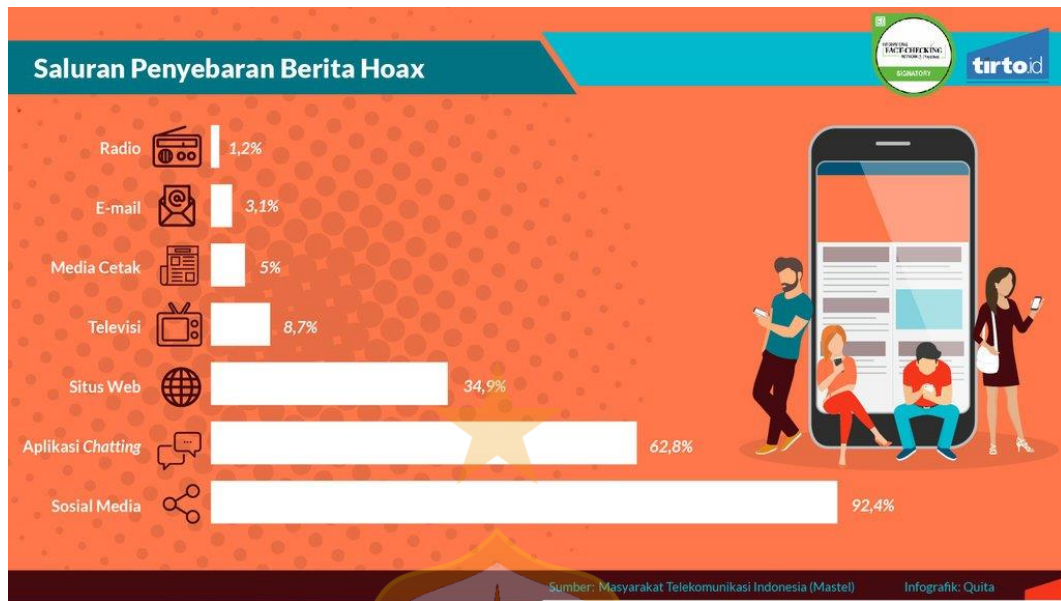 Saluran Penyebaran Berita Hoax
FACT-CHECKING
SIGNATORY
tirto.id
Radio 1,2%
E-mail 3,1%
Media Cetak 5%
Televisi 8,7%
Situs Web 34,9%
Aplikasi Chatting 62,8%
Sosial Media 92,4%
Sumber: Masyarakat Telekomunikasi Indonesia (Mastel) Infografik: Quita